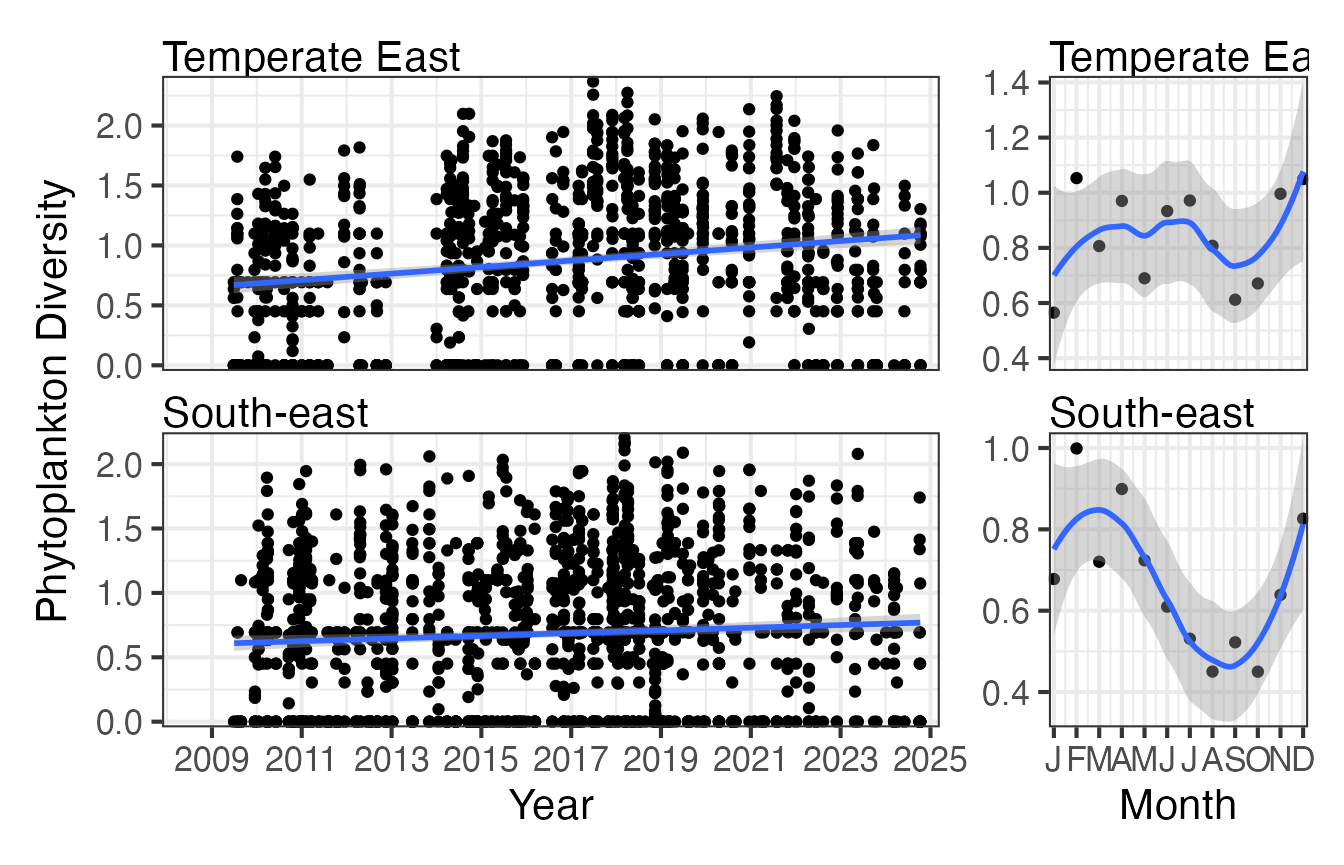 Temperate East
Temperate Ea
Phytoplankton Diversity
2.0
1.5
1.0
0.5
0.0
1.4
1.2
1.0
0.8
0.6
0.4
South-east
South-east
2.0
1.5
1.0
0.5
0.0
1.0
0.8
0.6
0.4
2009 2011 2013 2015 2017 2019 2021 2023 2025
J F M A M J J A S O N D
Year
Month